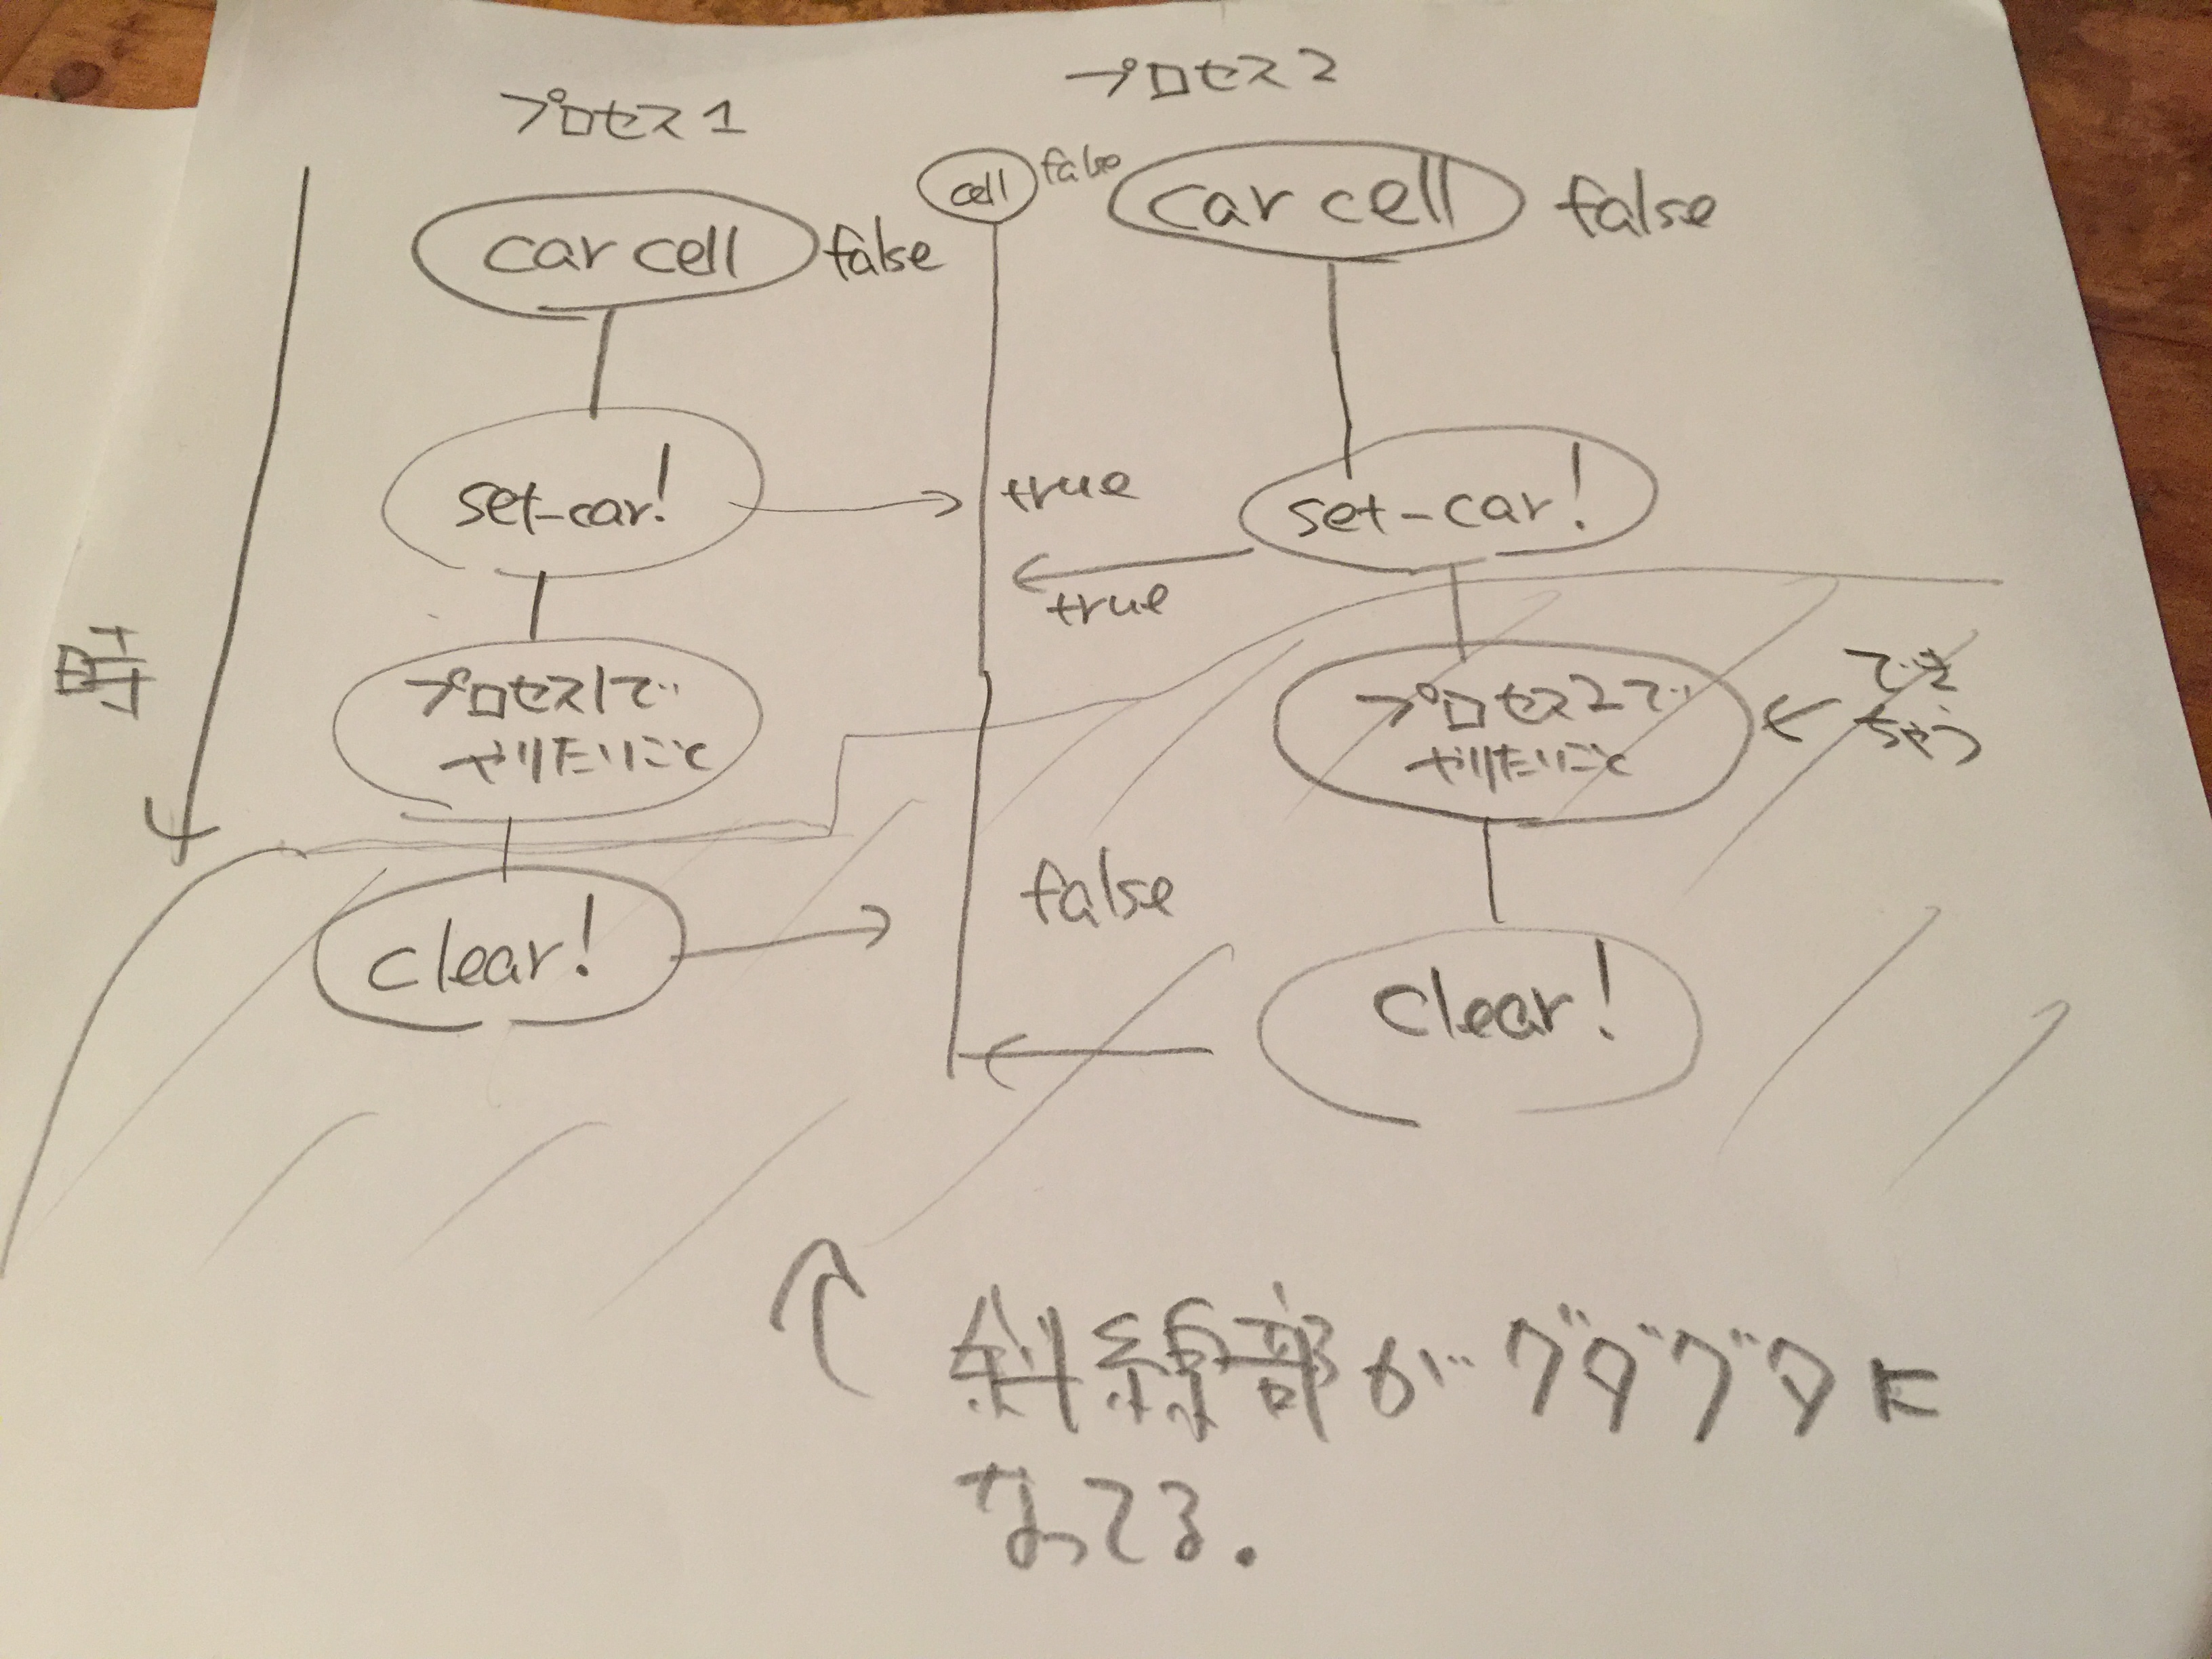 プロセス1
プロセス2
car cell
false
cell
false
car cell
false
set-car!
true
set-car!
true
時
プロセス1で
やりたいこと
プロセス2で
やりたいこと
でき
ちゃう
clear!
false
clear!
斜線部がグダグダに
なってる.